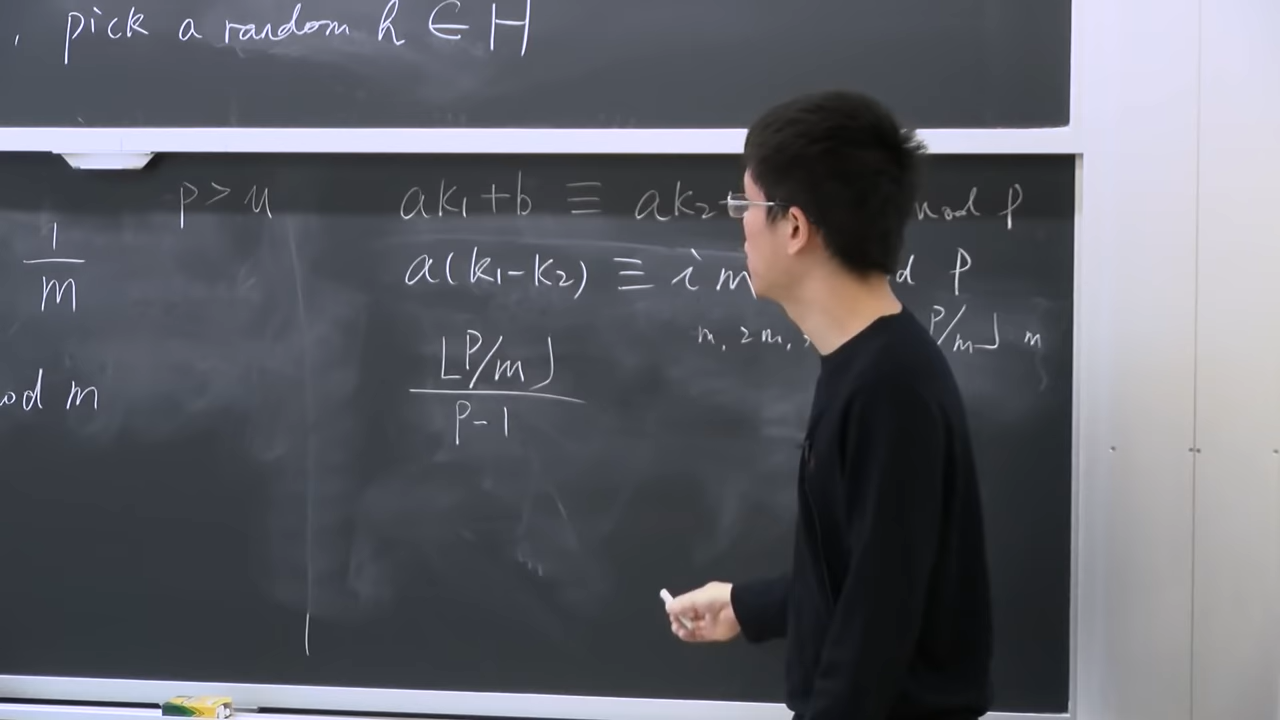 , pick a random h ∈ H
1/m
od m
p > u
ak₁+b ≡ ak₂+ mod p
a(k₁-k₂) ≡ i m d P
m, 2m, P/m⌋ m
⌊P/m⌋
P-1